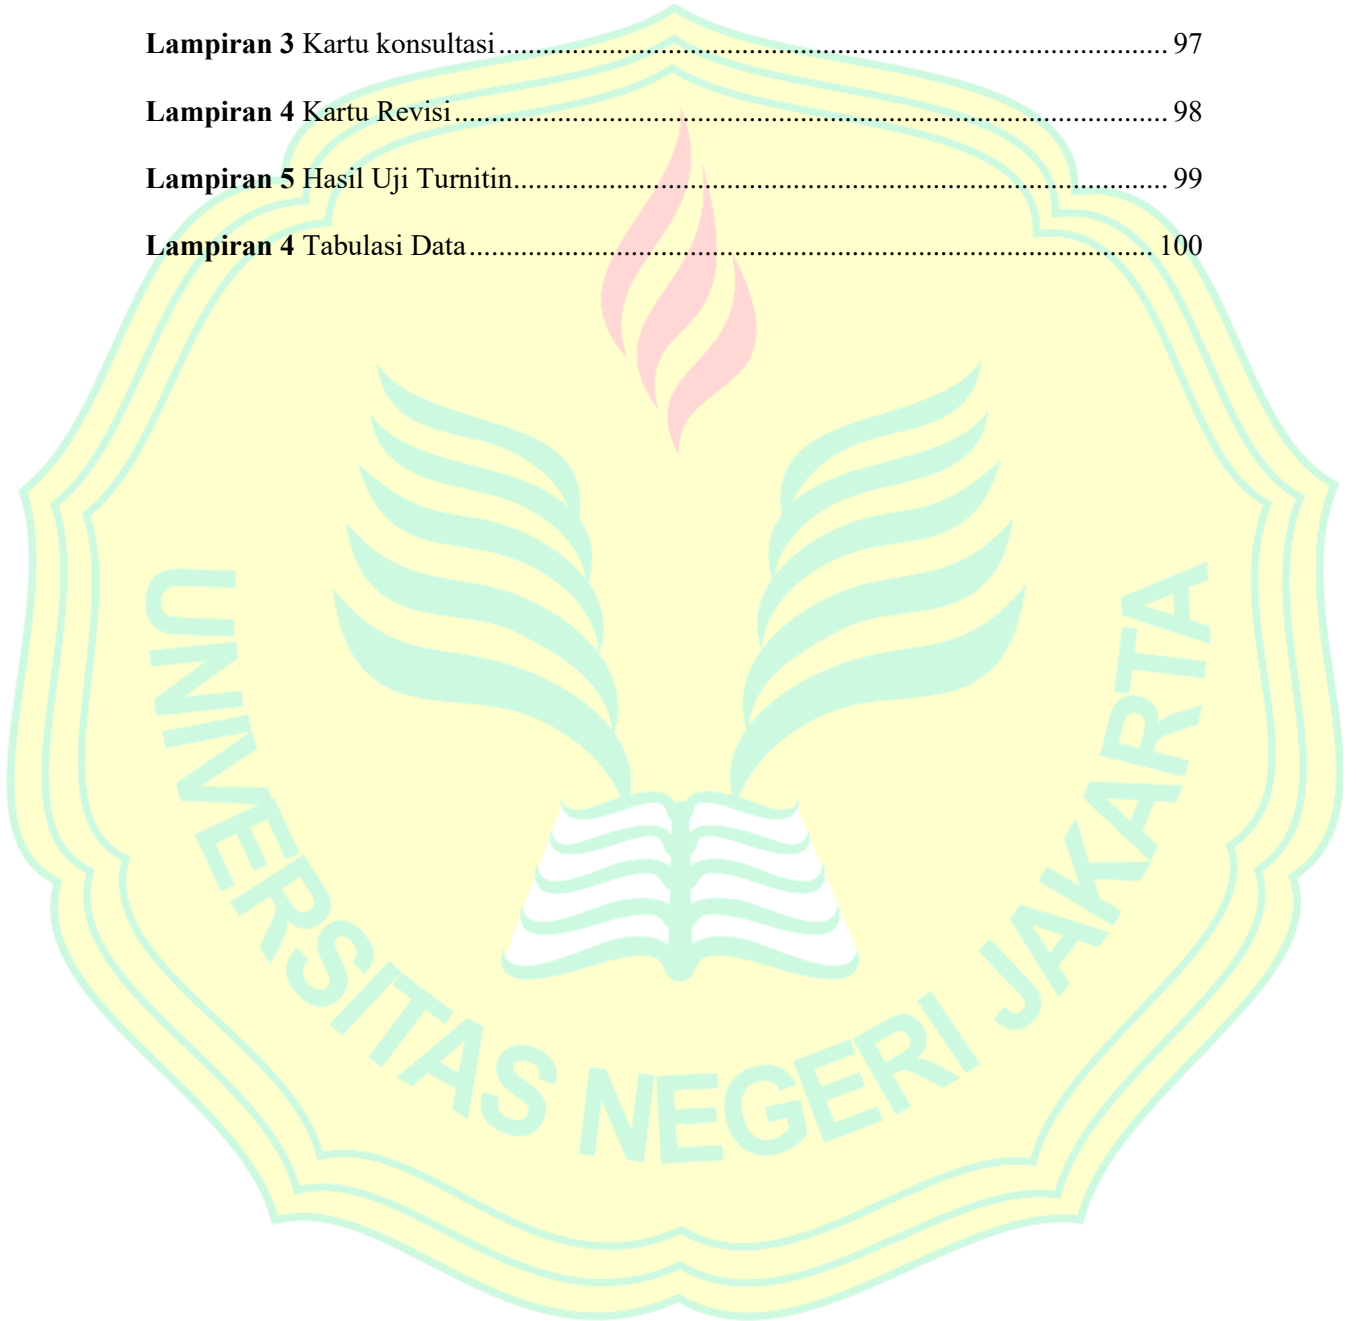 Lampiran 3 Kartu konsultasi........................................................................................... 97
Lampiran 4 Kartu Revisi................................................................................................. 98
Lampiran 5 Hasil Uji Turnitin......................................................................................... 99
Lampiran 4 Tabulasi Data............................................................................................. 100
UNIVERSITAS NEGERI JAKARTA